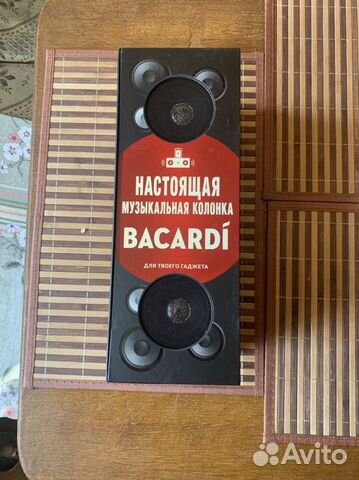 НАСТОЯЩАЯ
МУЗЫКАЛЬНАЯ КОЛОНКА
BACARDÍ
ДЛЯ ТВОЕГО ГАДЖЕТА
Avito